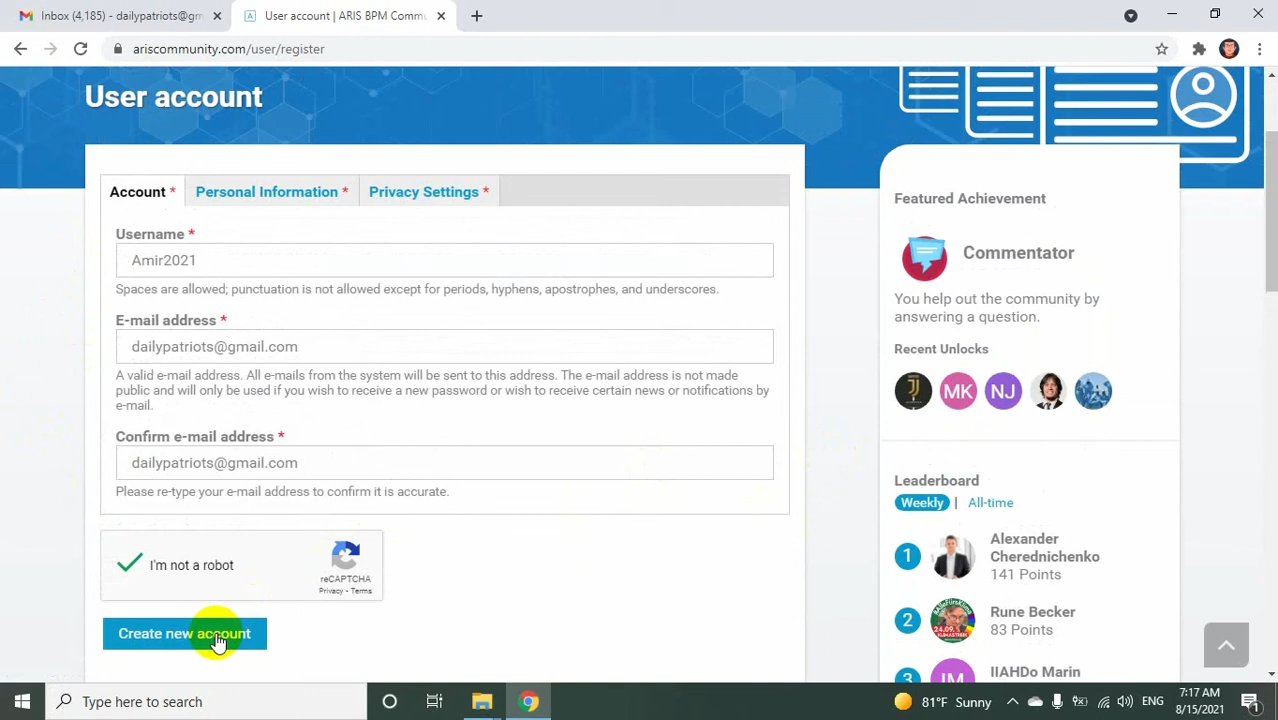 Inbox (4,185) - dailypatriots@gm
User account | ARIS BPM Commu
ariscommunity.com/user/register
User account
Account *
Personal Information *
Privacy Settings *
Username *
Amir2021
Spaces are allowed; punctuation is not allowed except for periods, hyphens, apostrophes, and underscores.
E-mail address *
dailypatriots@gmail.com
A valid e-mail address. All e-mails from the system will be sent to this address. The e-mail address is not made
public and will only be used if you wish to receive a new password or wish to receive certain news or notifications by
e-mail.
Confirm e-mail address *
dailypatriots@gmail.com
Please re-type your e-mail address to confirm it is accurate.
I'm not a robot
reCAPTCHA
Privacy - Terms
Create new account
Featured Achievement
Commentator
You help out the community by
answering a question.
Recent Unlocks
MK
NJ
Leaderboard
Weekly | All-time
1
Alexander
Cherednichenko
141 Points
2
Rune Becker
83 Points
24.09.
3
IM
IIAHDo Marin
Type here to search
81°F Sunny
ENG
7:17 AM
8/15/2021